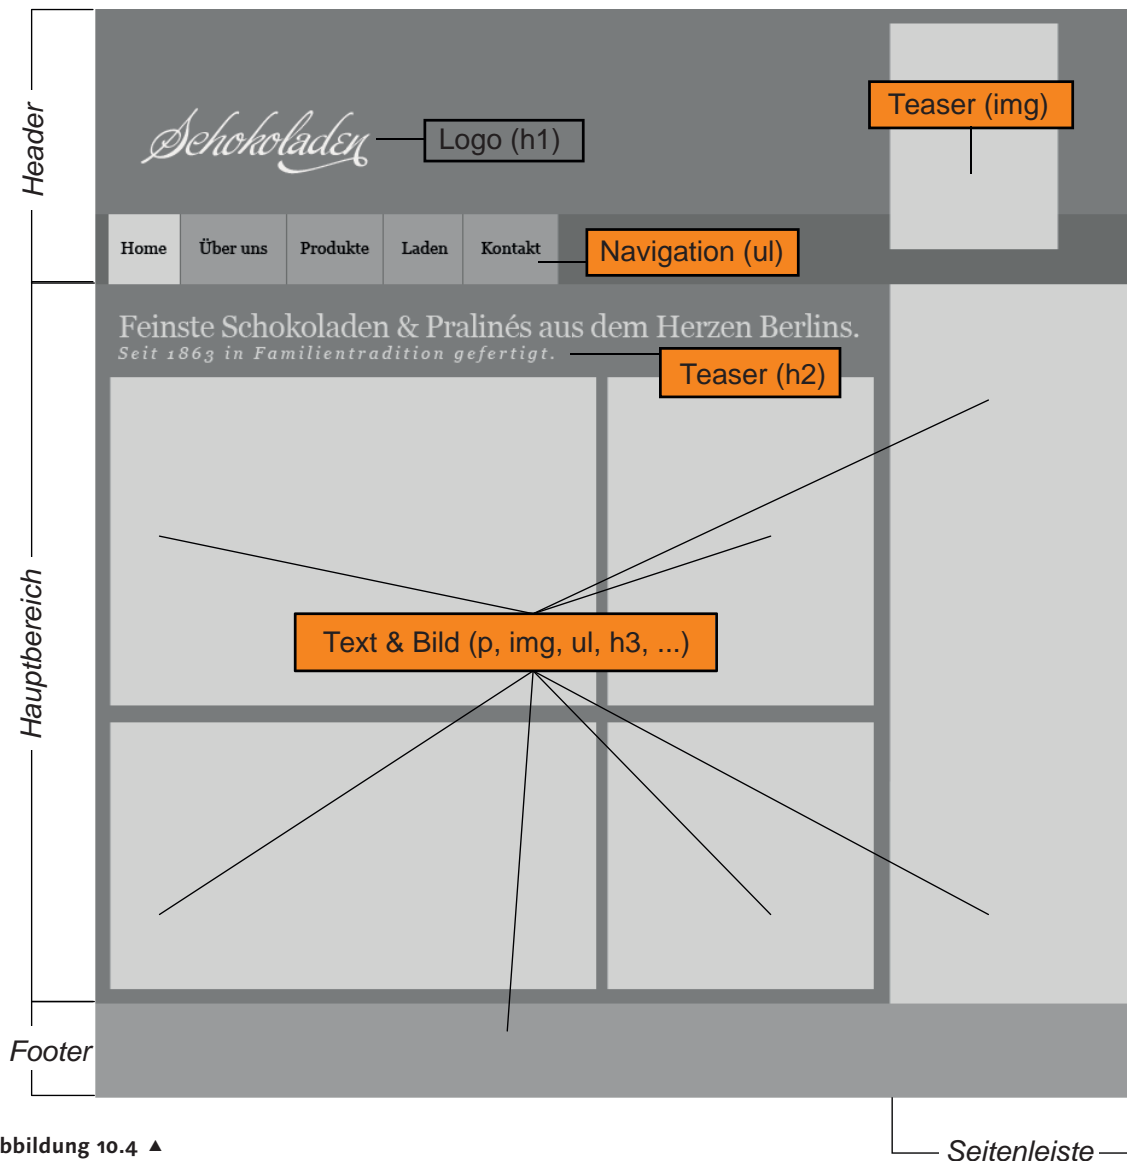 Header
Schokoladen
Logo (h1)
Teaser (img)
Home
Über uns
Produkte
Laden
Kontakt
Navigation (ul)
Feinste Schokoladen & Pralinés aus dem Herzen Berlins.
Seit 1863 in Familientradition gefertigt.
Teaser (h2)
Hauptbereich
Text & Bild (p, img, ul, h3, ...)
Footer
bbildung 10.4 ▲
Seitenleiste